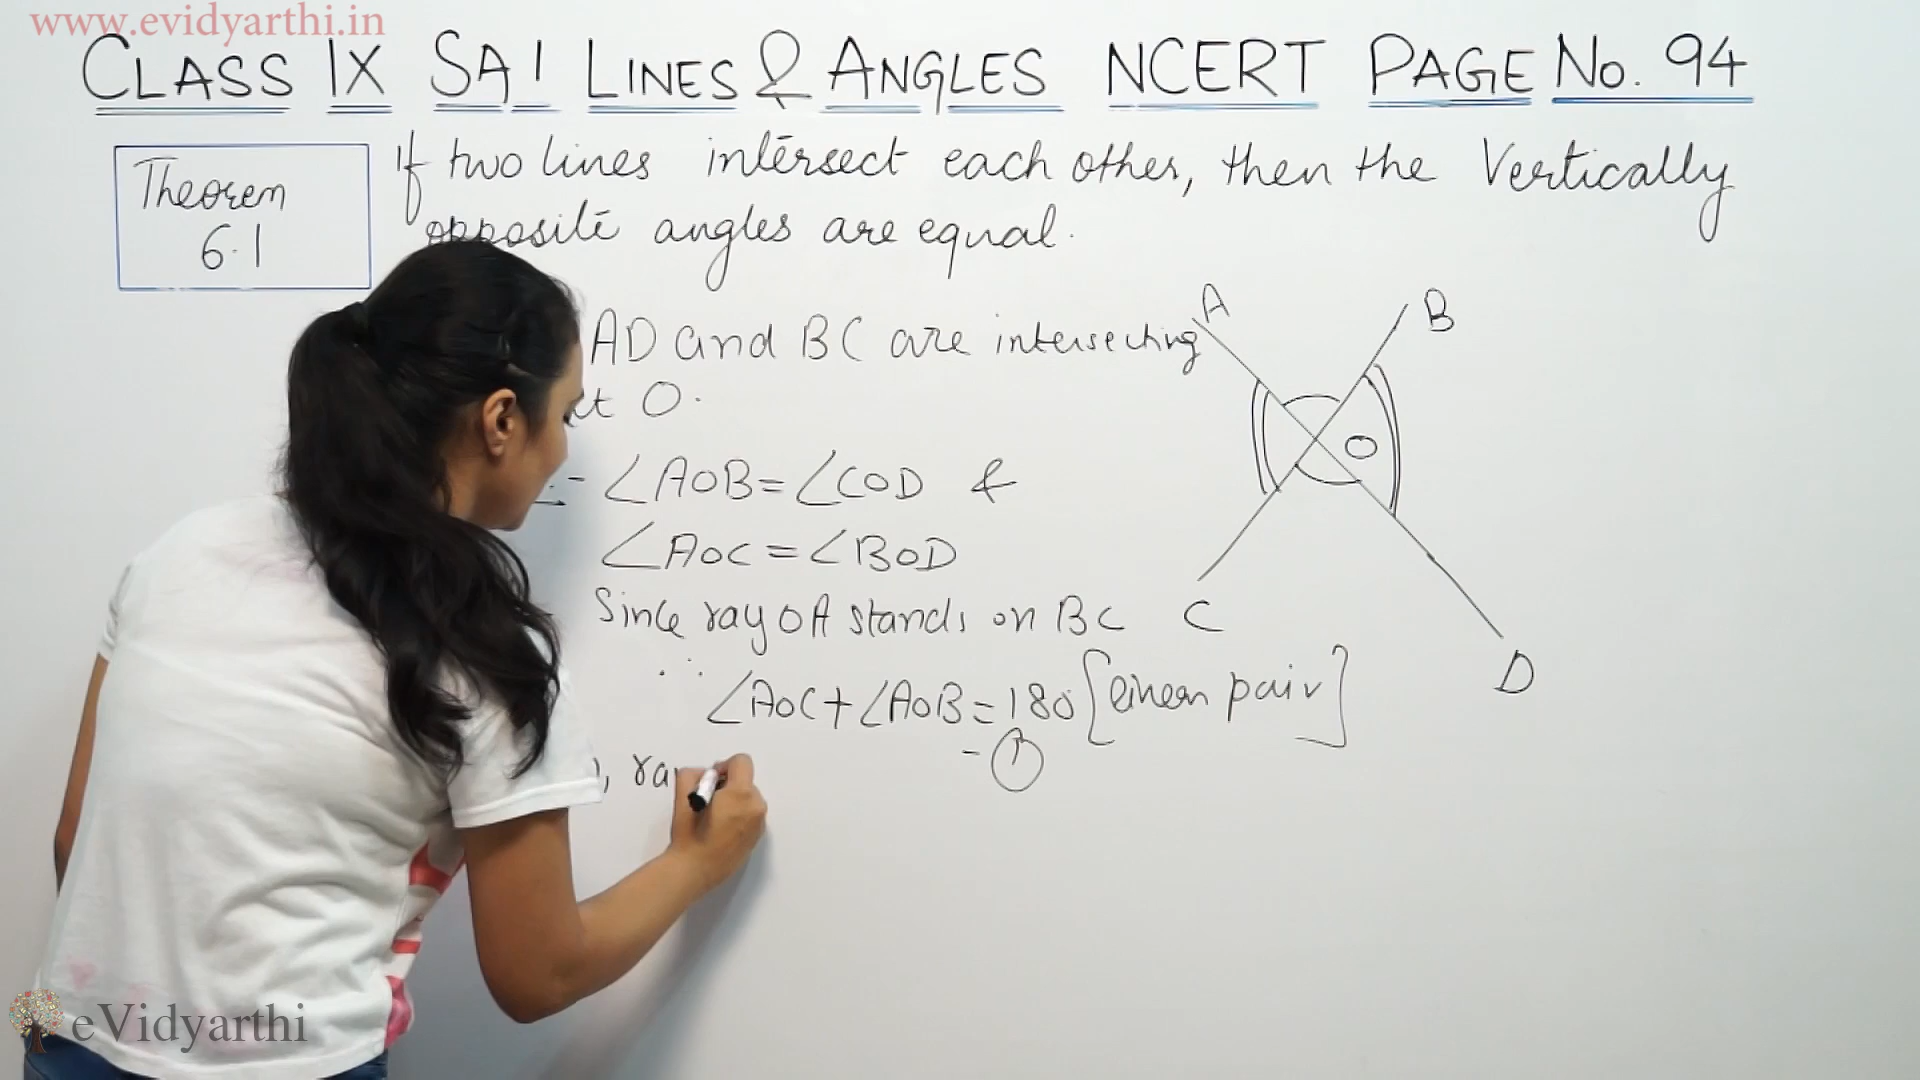 www.evidyarthi.in
CLASS IX SA1 LINES & ANGLES NCERT PAGE No. 94
Theorem
6.1
If two lines intersect each other, then the Vertically
opposite angles are equal.
AD and BC are intersecting
at O.
:- ∠AOB=∠COD &
∠AOC=∠BOD
Since ray OA stands on BC
∴ ∠AOC+∠AOB=180 [linear pair]
-①
, ray
A
B
O
C
D
eVidyarthi